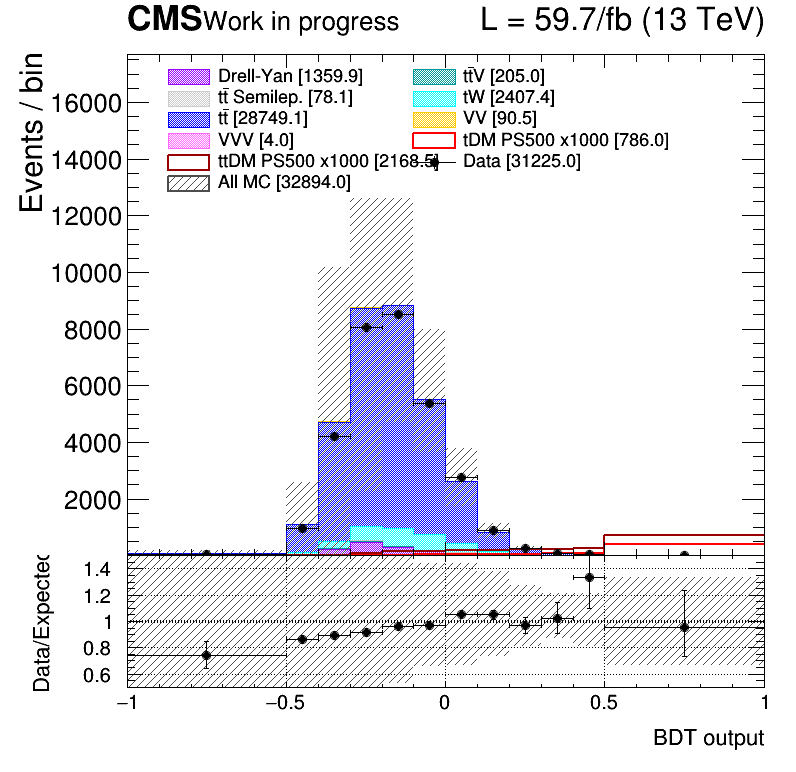 CMS Work in progress L = 59.7/fb (13 TeV)
Events / bin
Drell-Yan [1359.9] tt̄V [205.0]
tt̄ Semilep. [78.1] tW [2407.4]
tt̄ [28749.1] VV [90.5]
VVV [4.0] tDM PS500 x1000 [786.0]
ttDM PS500 x1000 [2168.5] Data [31225.0]
All MC [32894.0]
16000
14000
12000
10000
8000
6000
4000
2000
Data/Expected
1.4
1.2
1
0.8
0.6
−1 −0.5 0 0.5 1
BDT output